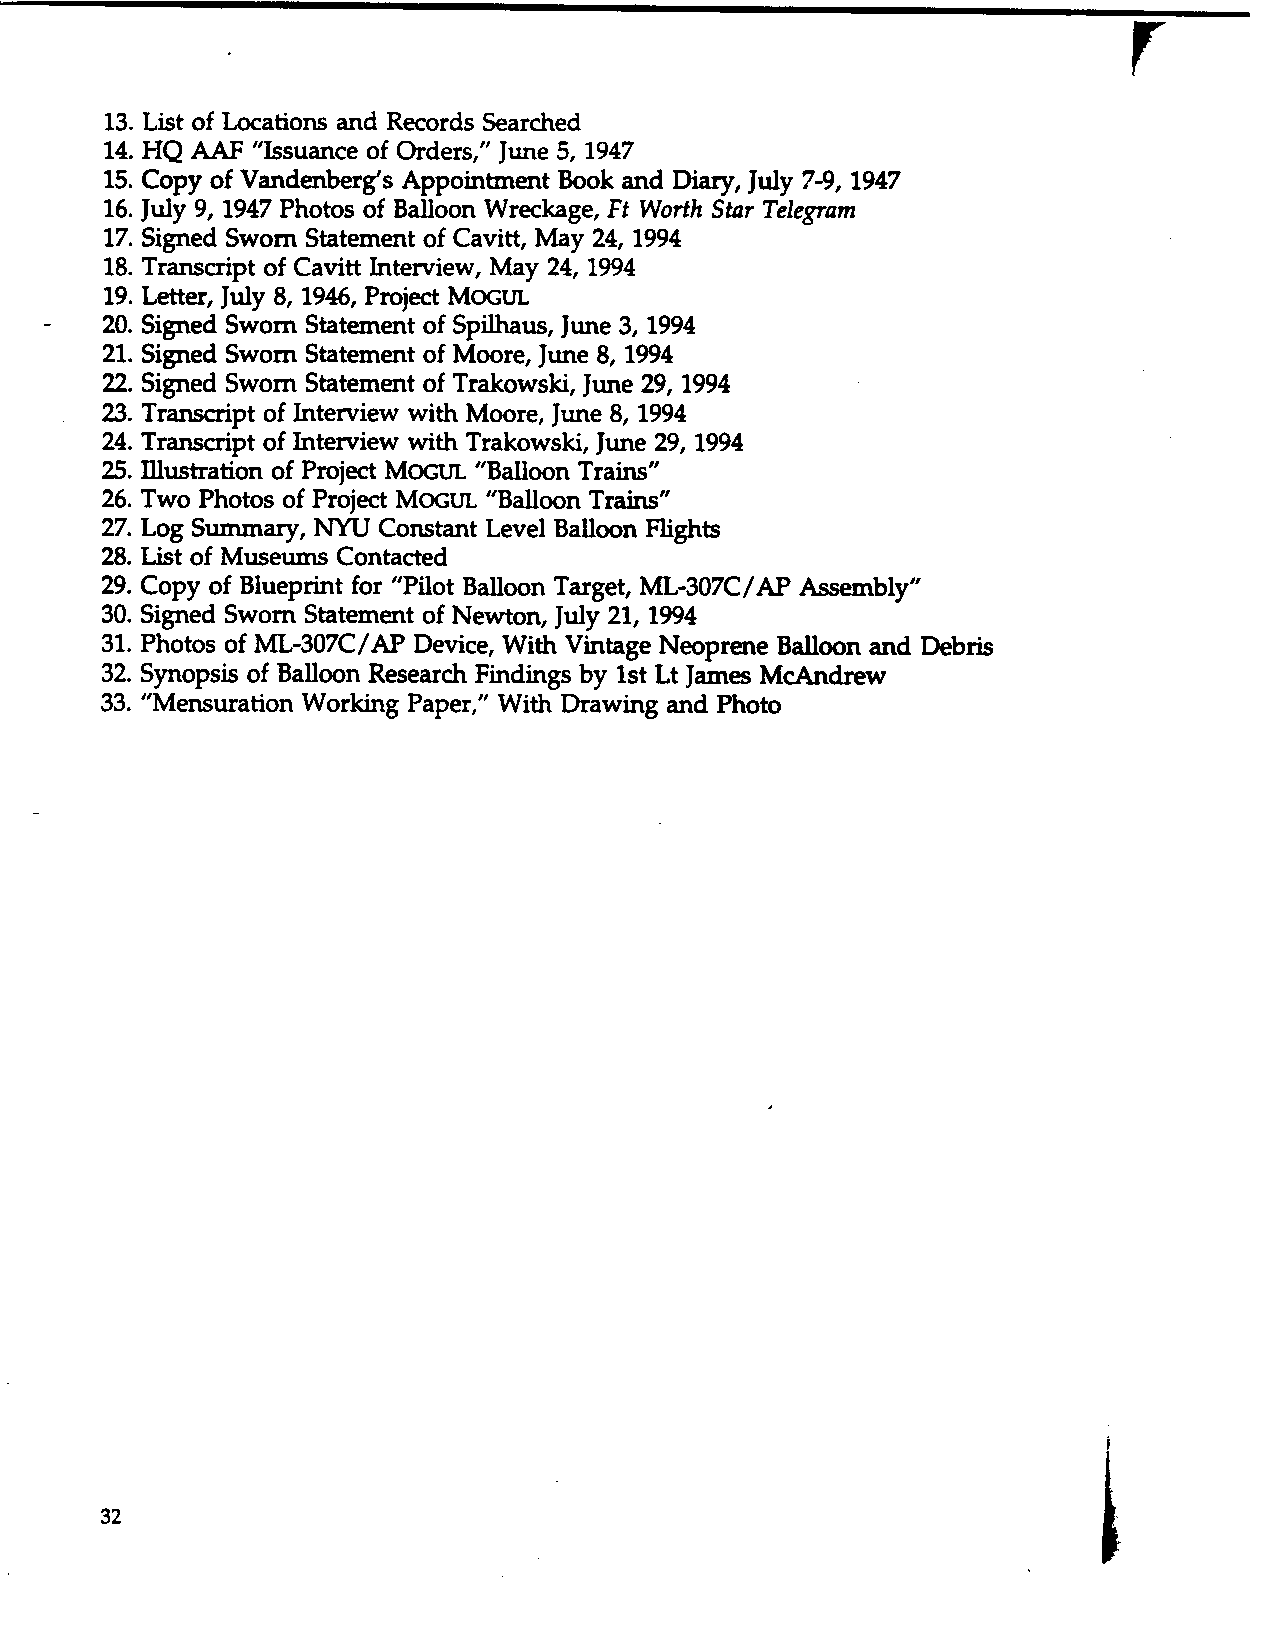 13. List of Locations and Records Searched
14. HQ AAF "Issuance of Orders," June 5, 1947
15. Copy of Vandenberg's Appointment Book and Diary, July 7-9, 1947
16. July 9, 1947 Photos of Balloon Wreckage, Ft Worth Star Telegram
17. Signed Sworn Statement of Cavitt, May 24, 1994
18. Transcript of Cavitt Interview, May 24, 1994
19. Letter, July 8, 1946, Project MOGUL
20. Signed Sworn Statement of Spilhaus, June 3, 1994
21. Signed Sworn Statement of Moore, June 8, 1994
22. Signed Sworn Statement of Trakowski, June 29, 1994
23. Transcript of Interview with Moore, June 8, 1994
24. Transcript of Interview with Trakowski, June 29, 1994
25. Illustration of Project MOGUL "Balloon Trains"
26. Two Photos of Project MOGUL "Balloon Trains"
27. Log Summary, NYU Constant Level Balloon Flights
28. List of Museums Contacted
29. Copy of Blueprint for "Pilot Balloon Target, ML-307C/AP Assembly"
30. Signed Sworn Statement of Newton, July 21, 1994
31. Photos of ML-307C/AP Device, With Vintage Neoprene Balloon and Debris
32. Synopsis of Balloon Research Findings by 1st Lt James McAndrew
33. "Mensuration Working Paper," With Drawing and Photo
32